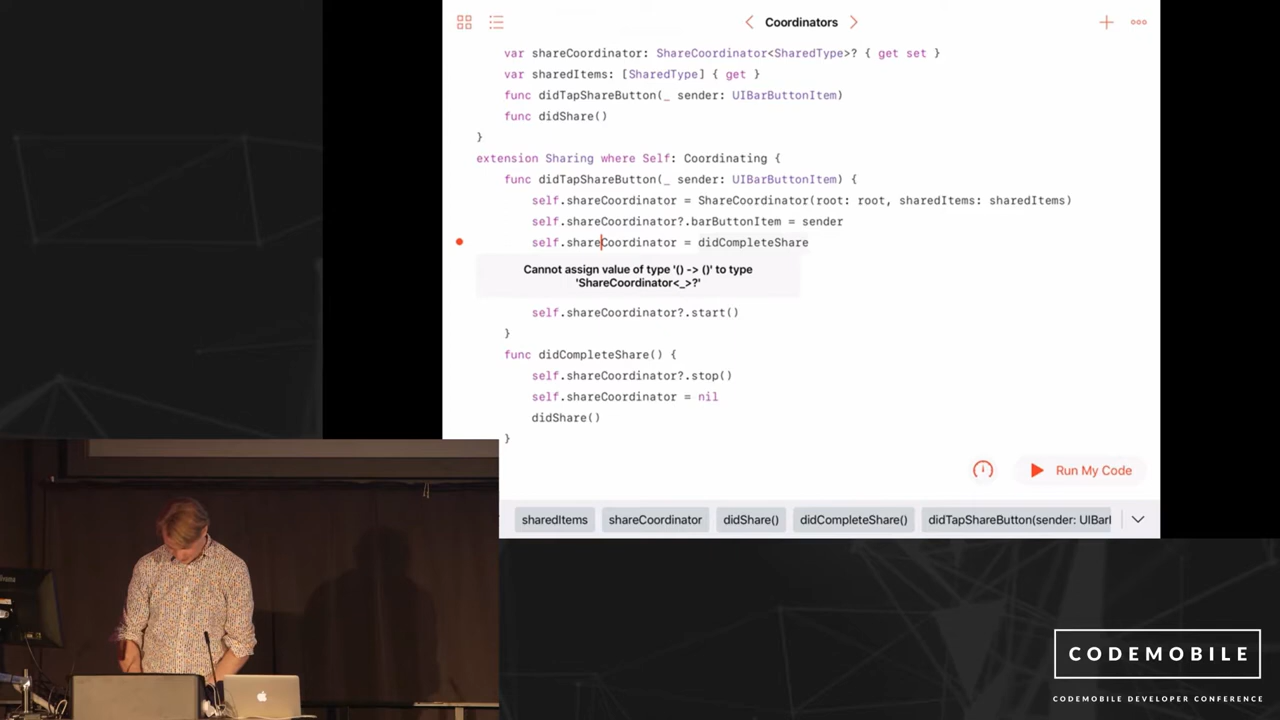 Coordinators
var shareCoordinator: ShareCoordinator<SharedType>? { get set }
var sharedItems: [SharedType] { get }
func didTapShareButton(_ sender: UIBarButtonItem)
func didShare()
}
extension Sharing where Self: Coordinating {
func didTapShareButton(_ sender: UIBarButtonItem) {
self.shareCoordinator = ShareCoordinator(root: root, sharedItems: sharedItems)
self.shareCoordinator?.barButtonItem = sender
self.shareCoordinator = didCompleteShare
Cannot assign value of type '() -> ()' to type
'ShareCoordinator<_>?'
self.shareCoordinator?.start()
}
func didCompleteShare() {
self.shareCoordinator?.stop()
self.shareCoordinator = nil
didShare()
}
Run My Code
sharedItems shareCoordinator didShare() didCompleteShare() didTapShareButton(sender: UIBarI
CODEMOBILE
CODEMOBILE DEVELOPER CONFERENCE